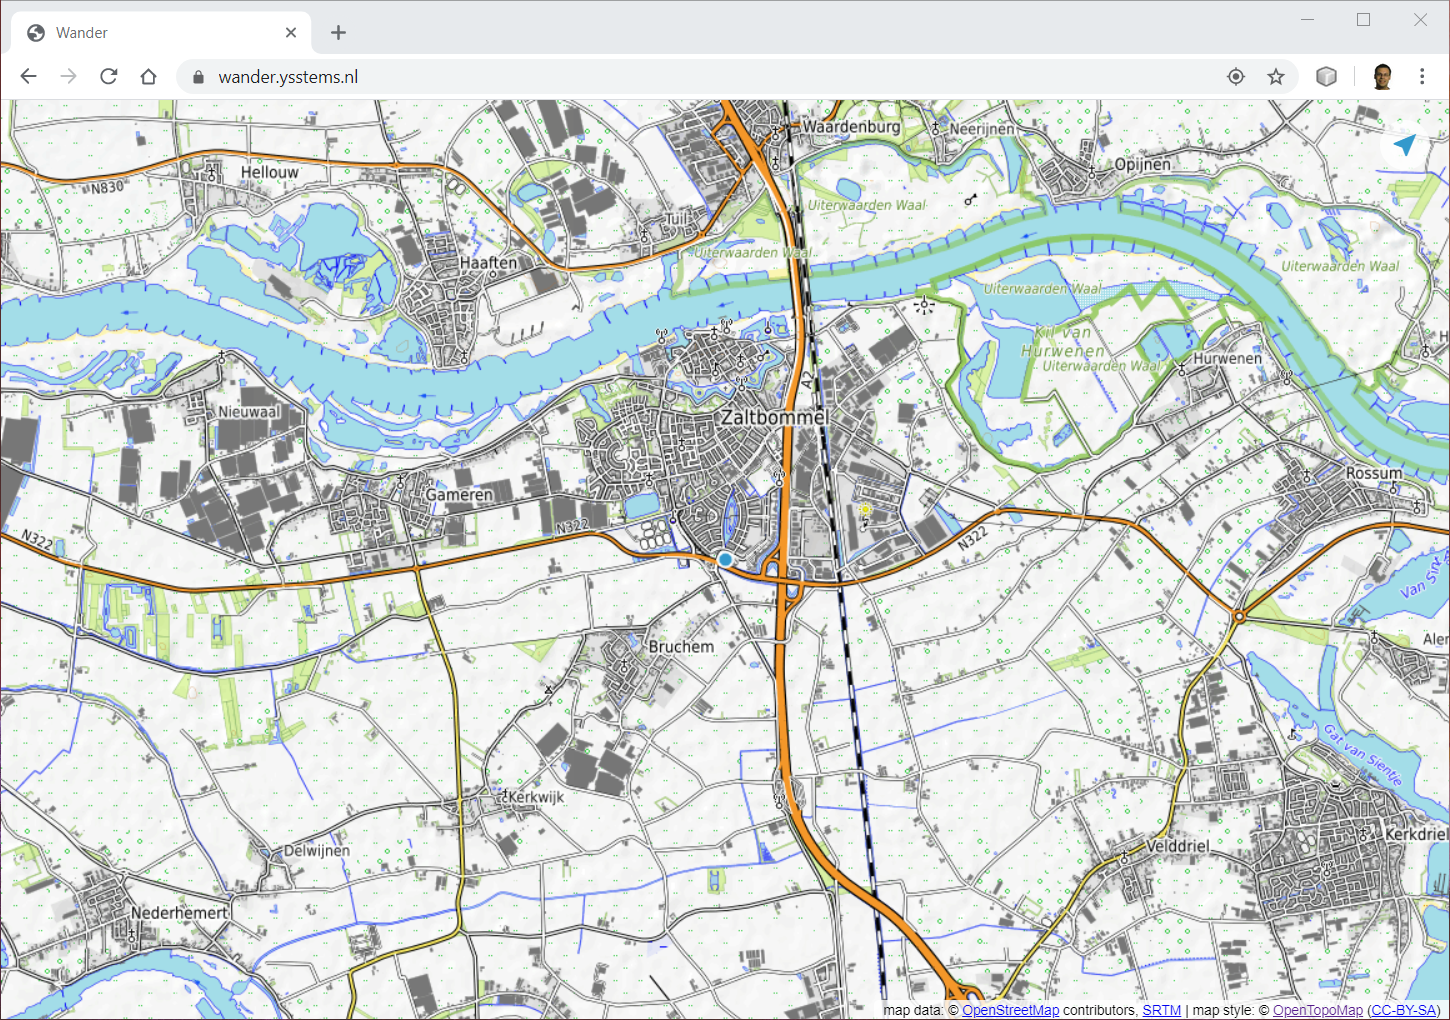 Wander
wander.ysstems.nl
Waardenburg
Neerijnen
Opijnen
Hellouw
N830
Tuil
Uiterwaarden Waal
Uiterwaarden Waal
Haaften
Uiterwaarden Waal
Uiterwaarden Waal
Kil van
Hurwenen
Uiterwaarden Waal
Hurwenen
H
A2
Nieuwaal
Zaltbommel
Gameren
Rossum
N322
N322
N322
Van Sink
Bruchem
Aler
Gat van Sientje
Kerkwijk
Kerkdriel
Velddriel
Delwijnen
Nederhemert
map data: © OpenStreetMap contributors, SRTM | map style: © OpenTopoMap (CC-BY-SA)